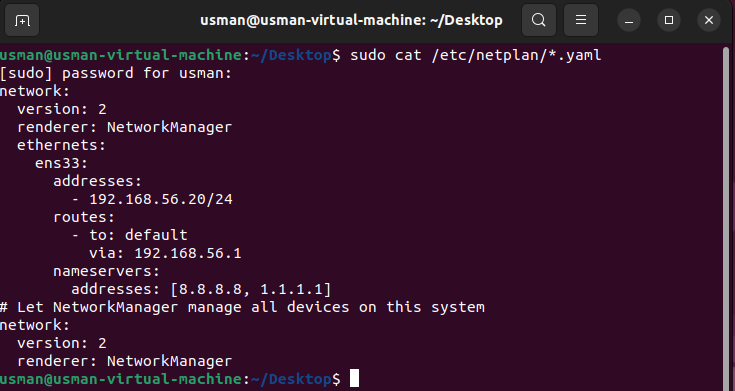 usman@usman-virtual-machine: ~/Desktop
usman@usman-virtual-machine:~/Desktop$ sudo cat /etc/netplan/*.yaml
[sudo] password for usman:
network:
  version: 2
  renderer: NetworkManager
  ethernets:
    ens33:
      addresses:
        - 192.168.56.20/24
      routes:
        - to: default
          via: 192.168.56.1
      nameservers:
        addresses: [8.8.8.8, 1.1.1.1]
# Let NetworkManager manage all devices on this system
network:
  version: 2
  renderer: NetworkManager
usman@usman-virtual-machine:~/Desktop$